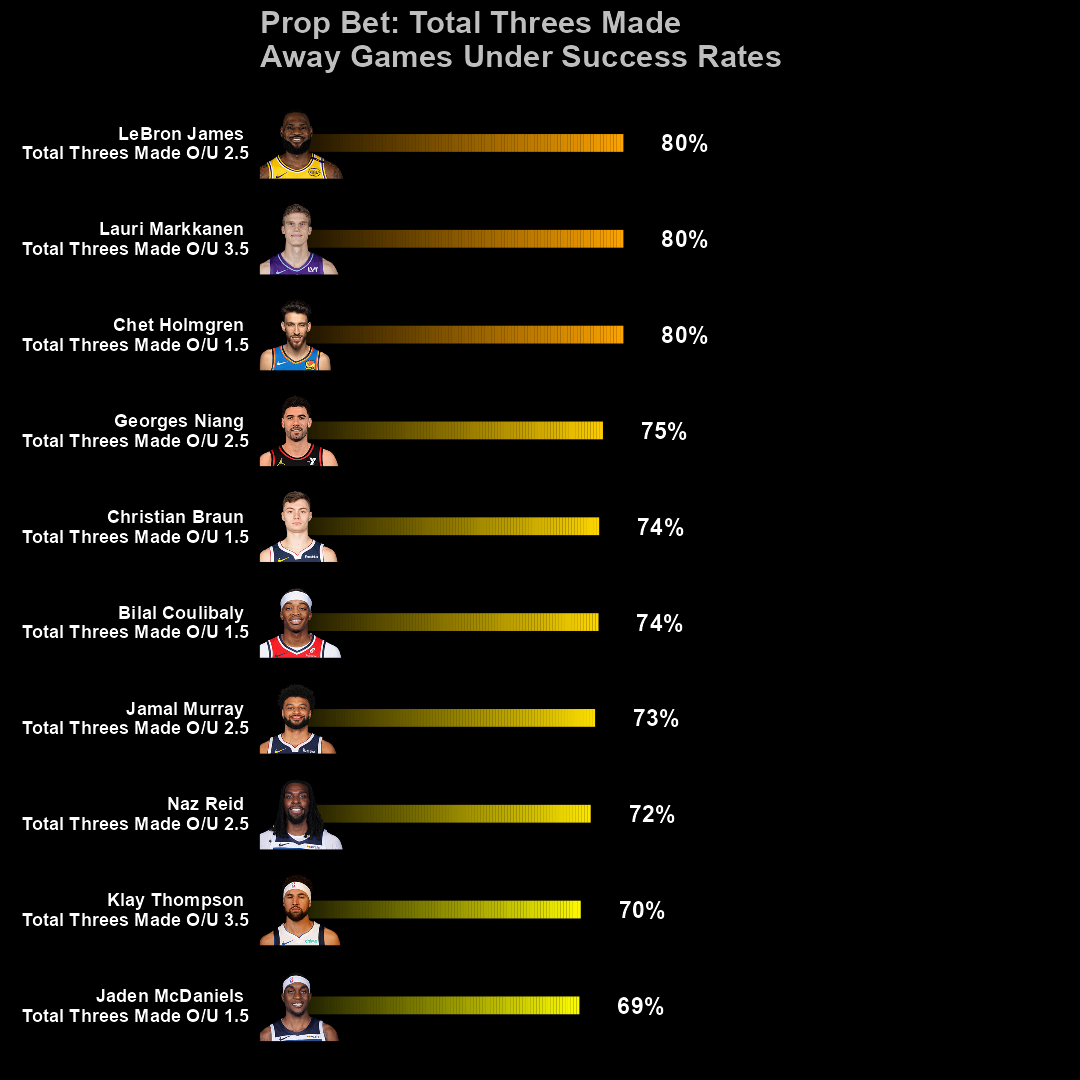 Prop Bet: Total Threes Made
Away Games Under Success Rates
LeBron James
Total Threes Made O/U 2.5
80%
Lauri Markkanen
Total Threes Made O/U 3.5
80%
Chet Holmgren
Total Threes Made O/U 1.5
80%
Georges Niang
Total Threes Made O/U 2.5
75%
Christian Braun
Total Threes Made O/U 1.5
74%
Bilal Coulibaly
Total Threes Made O/U 1.5
74%
Jamal Murray
Total Threes Made O/U 2.5
73%
Naz Reid
Total Threes Made O/U 2.5
72%
Klay Thompson
Total Threes Made O/U 3.5
70%
Jaden McDaniels
Total Threes Made O/U 1.5
69%